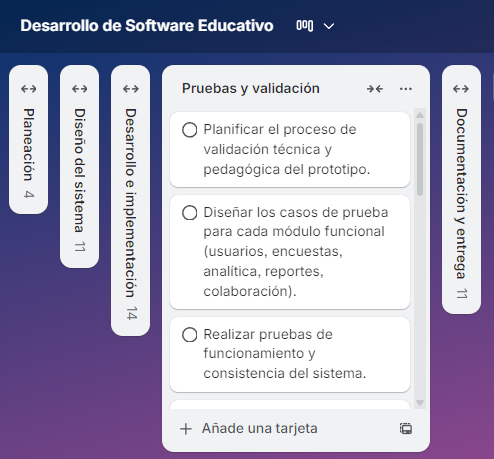 Desarrollo de Software Educativo
Planeación 4
Diseño del sistema 11
Desarrollo e implementación 14
Pruebas y validación
Planificar el proceso de
validación técnica y
pedagógica del prototipo.
Diseñar los casos de prueba
para cada módulo funcional
(usuarios, encuestas,
analítica, reportes,
colaboración).
Realizar pruebas de
funcionamiento y
consistencia del sistema.
Añade una tarjeta
Documentación y entrega 11